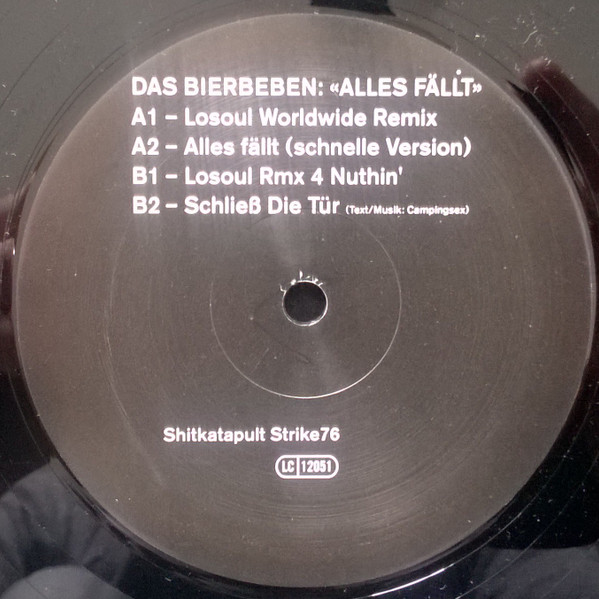 DAS BIERBEBEN: «ALLES FÄLLT»
A1 – Losoul Worldwide Remix
A2 – Alles fällt (schnelle Version)
B1 – Losoul Rmx 4 Nuthin'
B2 – Schließ Die Tür (Text/Musik: Campingsex)
Shitkatapult Strike76
LC 12051